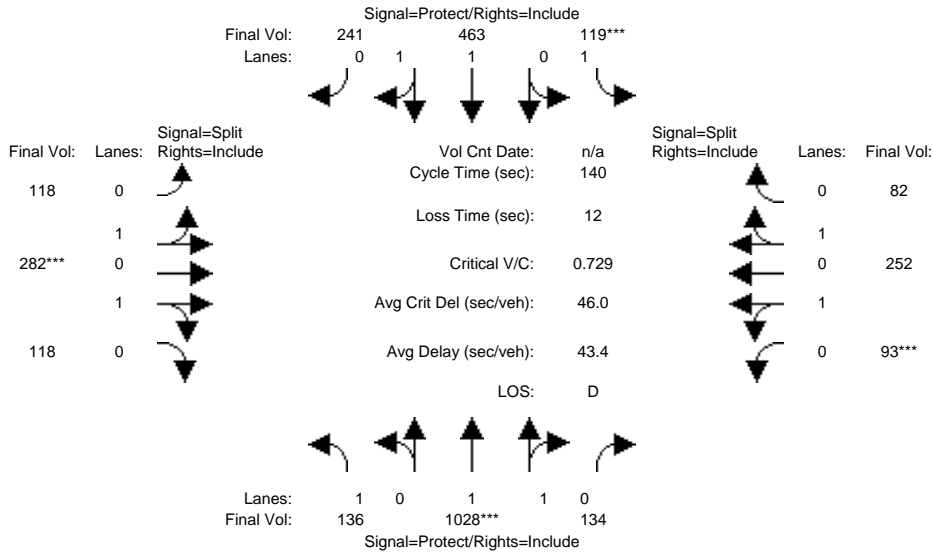 Signal=Protect/Rights=Include
Final Vol: 241 463 119***
Lanes: 0 1 1 0 1
Signal=Split Signal=Split
Final Vol: Lanes: Rights=Include Vol Cnt Date: n/a Rights=Include Lanes: Final Vol:
Cycle Time (sec): 140
118 0 0 82
Loss Time (sec): 12
1 1
282*** 0 Critical V/C: 0.729 0 252
1 Avg Crit Del (sec/veh): 46.0 1
118 0 Avg Delay (sec/veh): 43.4 0 93***
LOS: D
Lanes: 1 0 1 1 0
Final Vol: 136 1028*** 134
Signal=Protect/Rights=Include